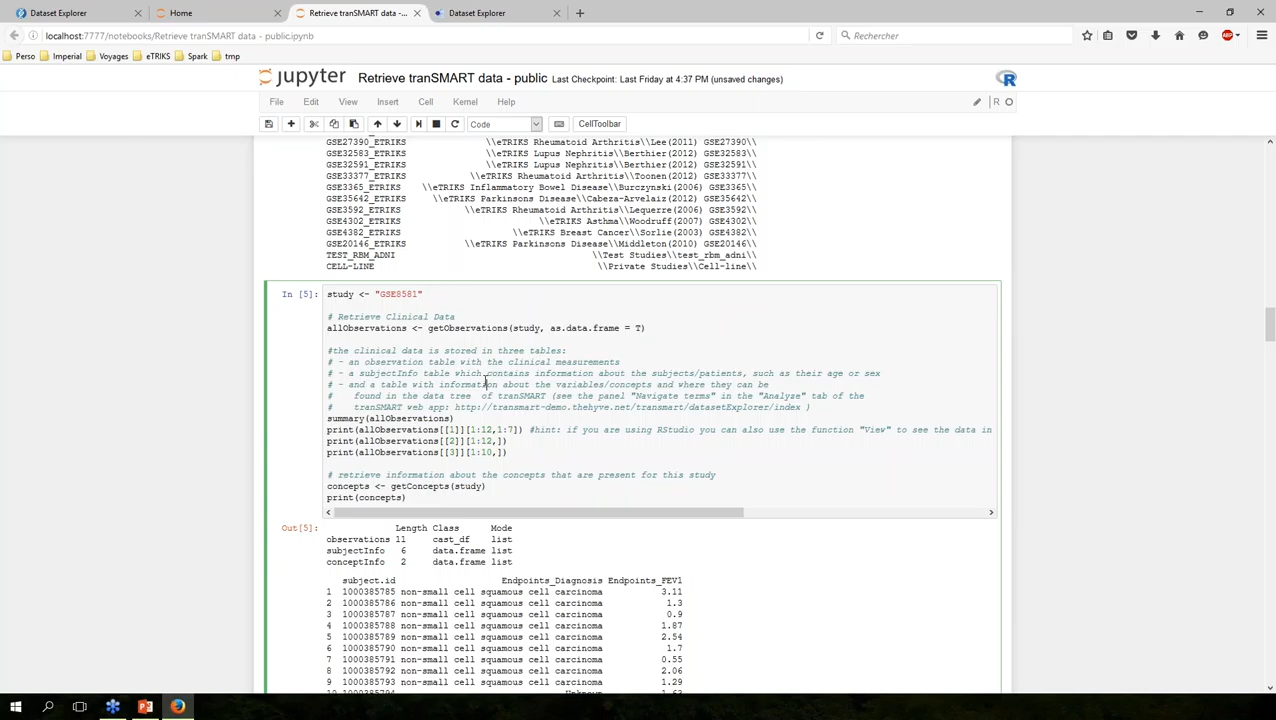 Dataset Explorer
Home
Retrieve tranSMART data -...
Dataset Explorer
localhost:7777/notebooks/Retrieve tranSMART data - public.ipynb
Rechercher
Perso
Imperial
Voyages
eTRIKS
Spark
tmp
jupyter Retrieve tranSMART data - public Last Checkpoint: Last Friday at 4:37 PM (unsaved changes)
File Edit View Insert Cell Kernel Help
R
Code
CellToolbar
GSE27390_ETRIKS \\eTRIKS Rheumatoid Arthritis\\Lee(2011) GSE27390\\
GSE32583_ETRIKS \\eTRIKS Lupus Nephritis\\Berthier(2012) GSE32583\\
GSE32591_ETRIKS \\eTRIKS Lupus Nephritis\\Berthier(2012) GSE32591\\
GSE33377_ETRIKS \\eTRIKS Rheumatoid Arthritis\\Toonen(2012) GSE33377\\
GSE3365_ETRIKS \\eTRIKS Inflammatory Bowel Disease\\Burczynski(2006) GSE3365\\
GSE35642_ETRIKS \\eTRIKS Parkinsons Disease\\Cabeza-Arvelaiz(2012) GSE35642\\
GSE3592_ETRIKS \\eTRIKS Rheumatoid Arthritis\\Lequerre(2006) GSE3592\\
GSE4302_ETRIKS \\eTRIKS Asthma\\Woodruff(2007) GSE4302\\
GSE4382_ETRIKS \\eTRIKS Breast Cancer\\Sorlie(2003) GSE4382\\
GSE20146_ETRIKS \\eTRIKS Parkinsons Disease\\Middleton(2010) GSE20146\\
TEST_RBM_ADNI \\Test Studies\\test_rbm_adni\\
CELL-LINE \\Private Studies\\Cell-line\\
In [5]: study <- "GSE8581"
# Retrieve Clinical Data
allObservations <- getObservations(study, as.data.frame = T)
#the clinical data is stored in three tables:
# - an observation table with the clinical measurements
# - a subjectInfo table which contains information about the subjects/patients, such as their age or sex
# - and a table with information about the variables/concepts and where they can be
# found in the data tree of tranSMART (see the panel "Navigate terms" in the "Analyze" tab of the
# tranSMART web app: http://transmart-demo.thehyve.net/transmart/datasetExplorer/index )
summary(allObservations)
print(allObservations[[1]][1:12,1:7]) #hint: if you are using RStudio you can also use the function "View" to see the data in
print(allObservations[[2]][1:12,])
print(allObservations[[3]][1:10,])
# retrieve information about the concepts that are present for this study
concepts <- getConcepts(study)
print(concepts)
Out[5]: Length Class Mode
observations 11 cast_df list
subjectInfo 6 data.frame list
conceptInfo 2 data.frame list
subject.id Endpoints_Diagnosis Endpoints_FEV1
1 1000385785 non-small cell squamous cell carcinoma 3.11
2 1000385786 non-small cell squamous cell carcinoma 1.3
3 1000385787 non-small cell squamous cell carcinoma 0.9
4 1000385788 non-small cell squamous cell carcinoma 1.87
5 1000385789 non-small cell squamous cell carcinoma 2.54
6 1000385790 non-small cell squamous cell carcinoma 1.7
7 1000385791 non-small cell squamous cell carcinoma 0.55
8 1000385792 non-small cell squamous cell carcinoma 2.06
9 1000385793 non-small cell squamous cell carcinoma 1.29
10 1000385794 Unknown 1.63